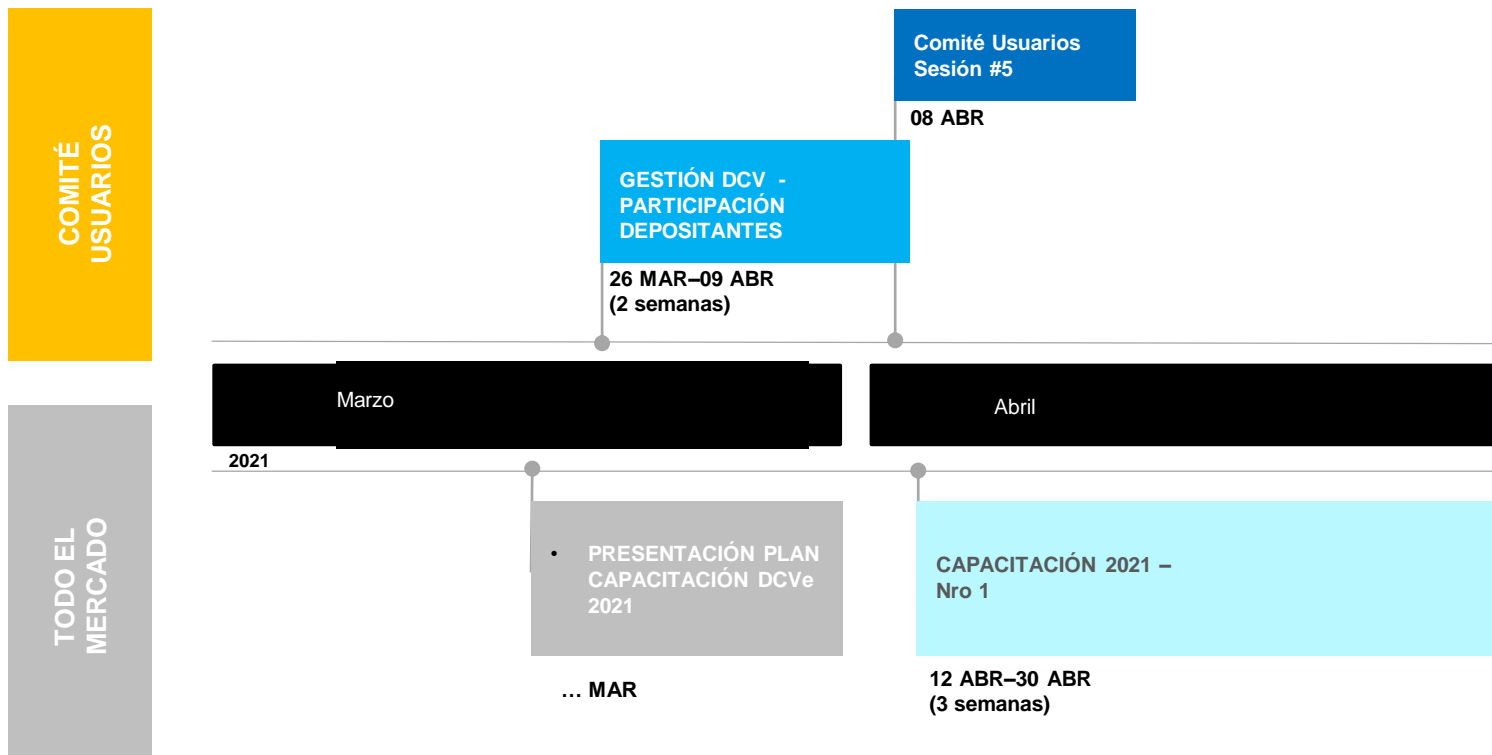 COMITÉ
USUARIOS
Comité Usuarios
Sesión #5
08 ABR
GESTIÓN DCV -
PARTICIPACIÓN
DEPOSITANTES
26 MAR–09 ABR
(2 semanas)
Marzo
Abril
2021
TODO EL
MERCADO
• PRESENTACIÓN PLAN
CAPACITACIÓN DCVe
2021
... MAR
CAPACITACIÓN 2021 –
Nro 1
12 ABR–30 ABR
(3 semanas)